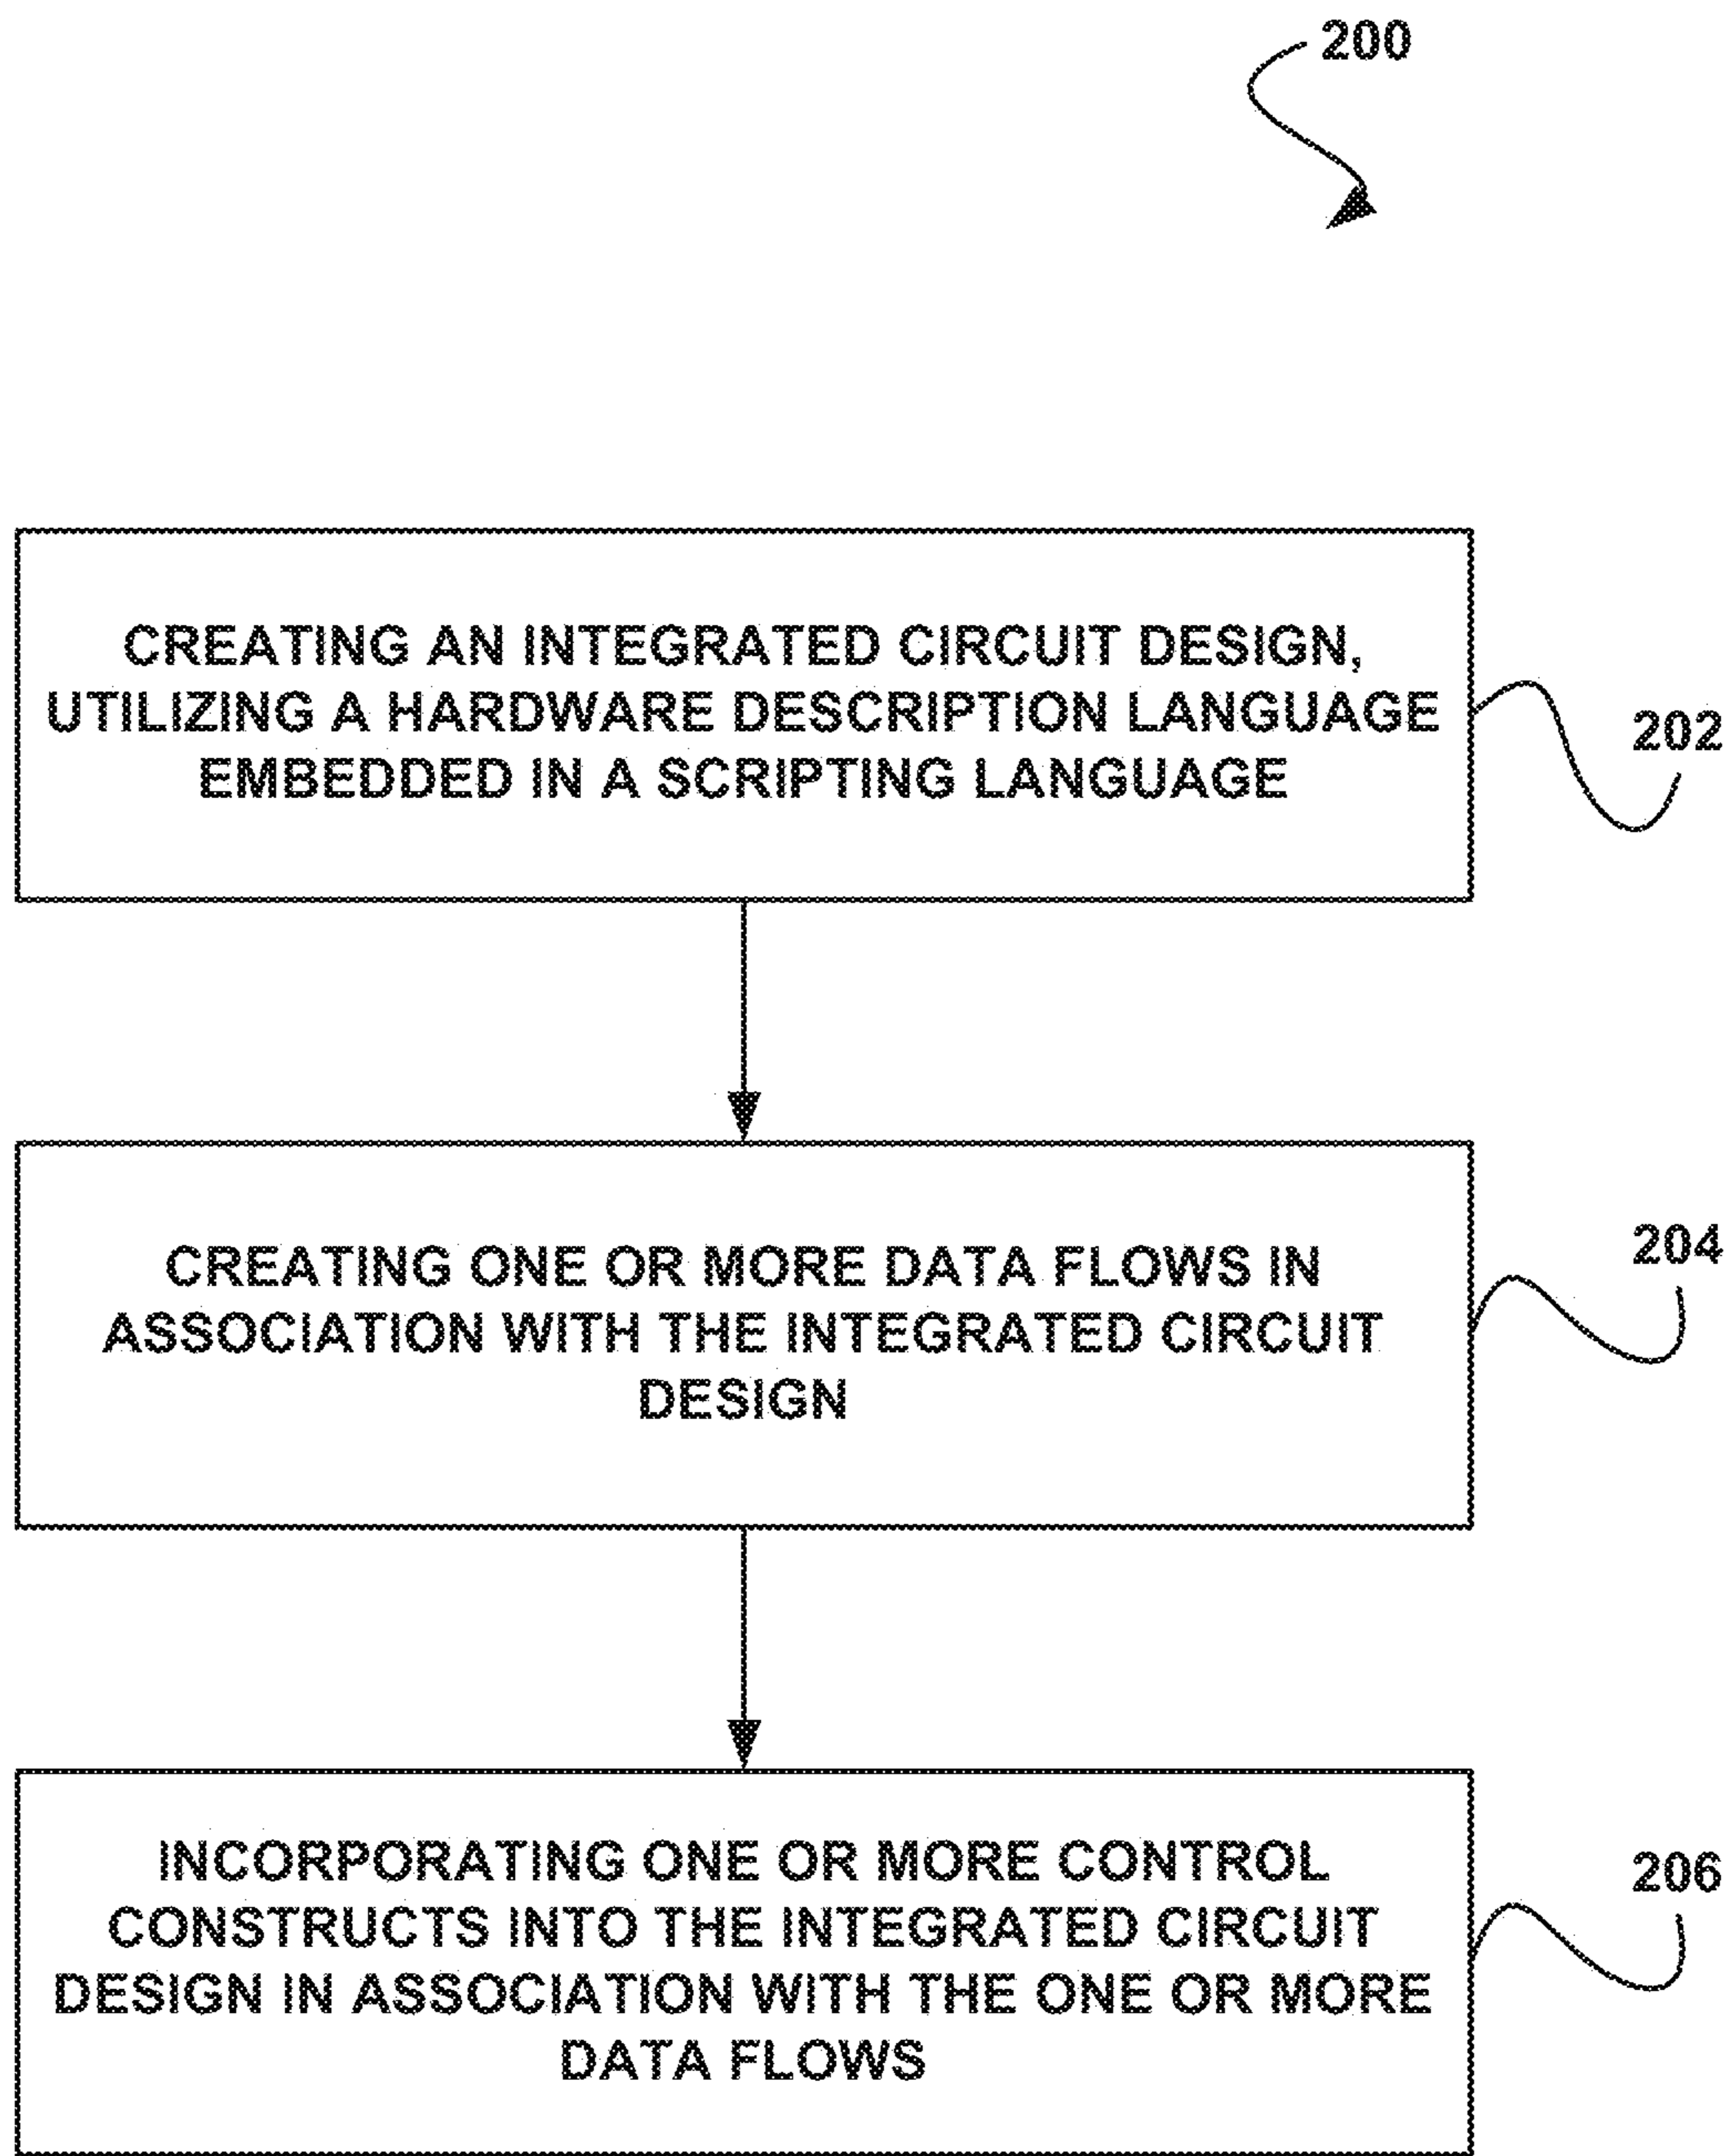 200
CREATING AN INTEGRATED CIRCUIT DESIGN,
UTILIZING A HARDWARE DESCRIPTION LANGUAGE
EMBEDDED IN A SCRIPTING LANGUAGE
202
CREATING ONE OR MORE DATA FLOWS IN
ASSOCIATION WITH THE INTEGRATED CIRCUIT
DESIGN
204
INCORPORATING ONE OR MORE CONTROL
CONSTRUCTS INTO THE INTEGRATED CIRCUIT
DESIGN IN ASSOCIATION WITH THE ONE OR MORE
DATA FLOWS
206